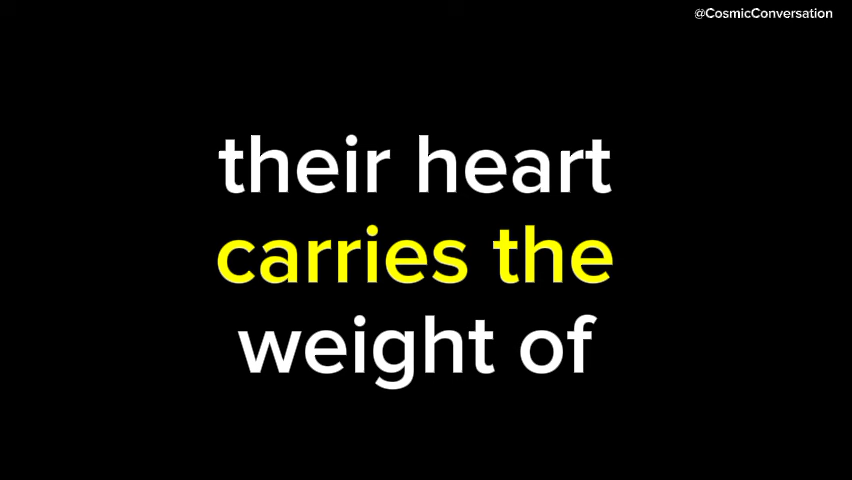 @CosmicConversation
their heart
carries the
weight of